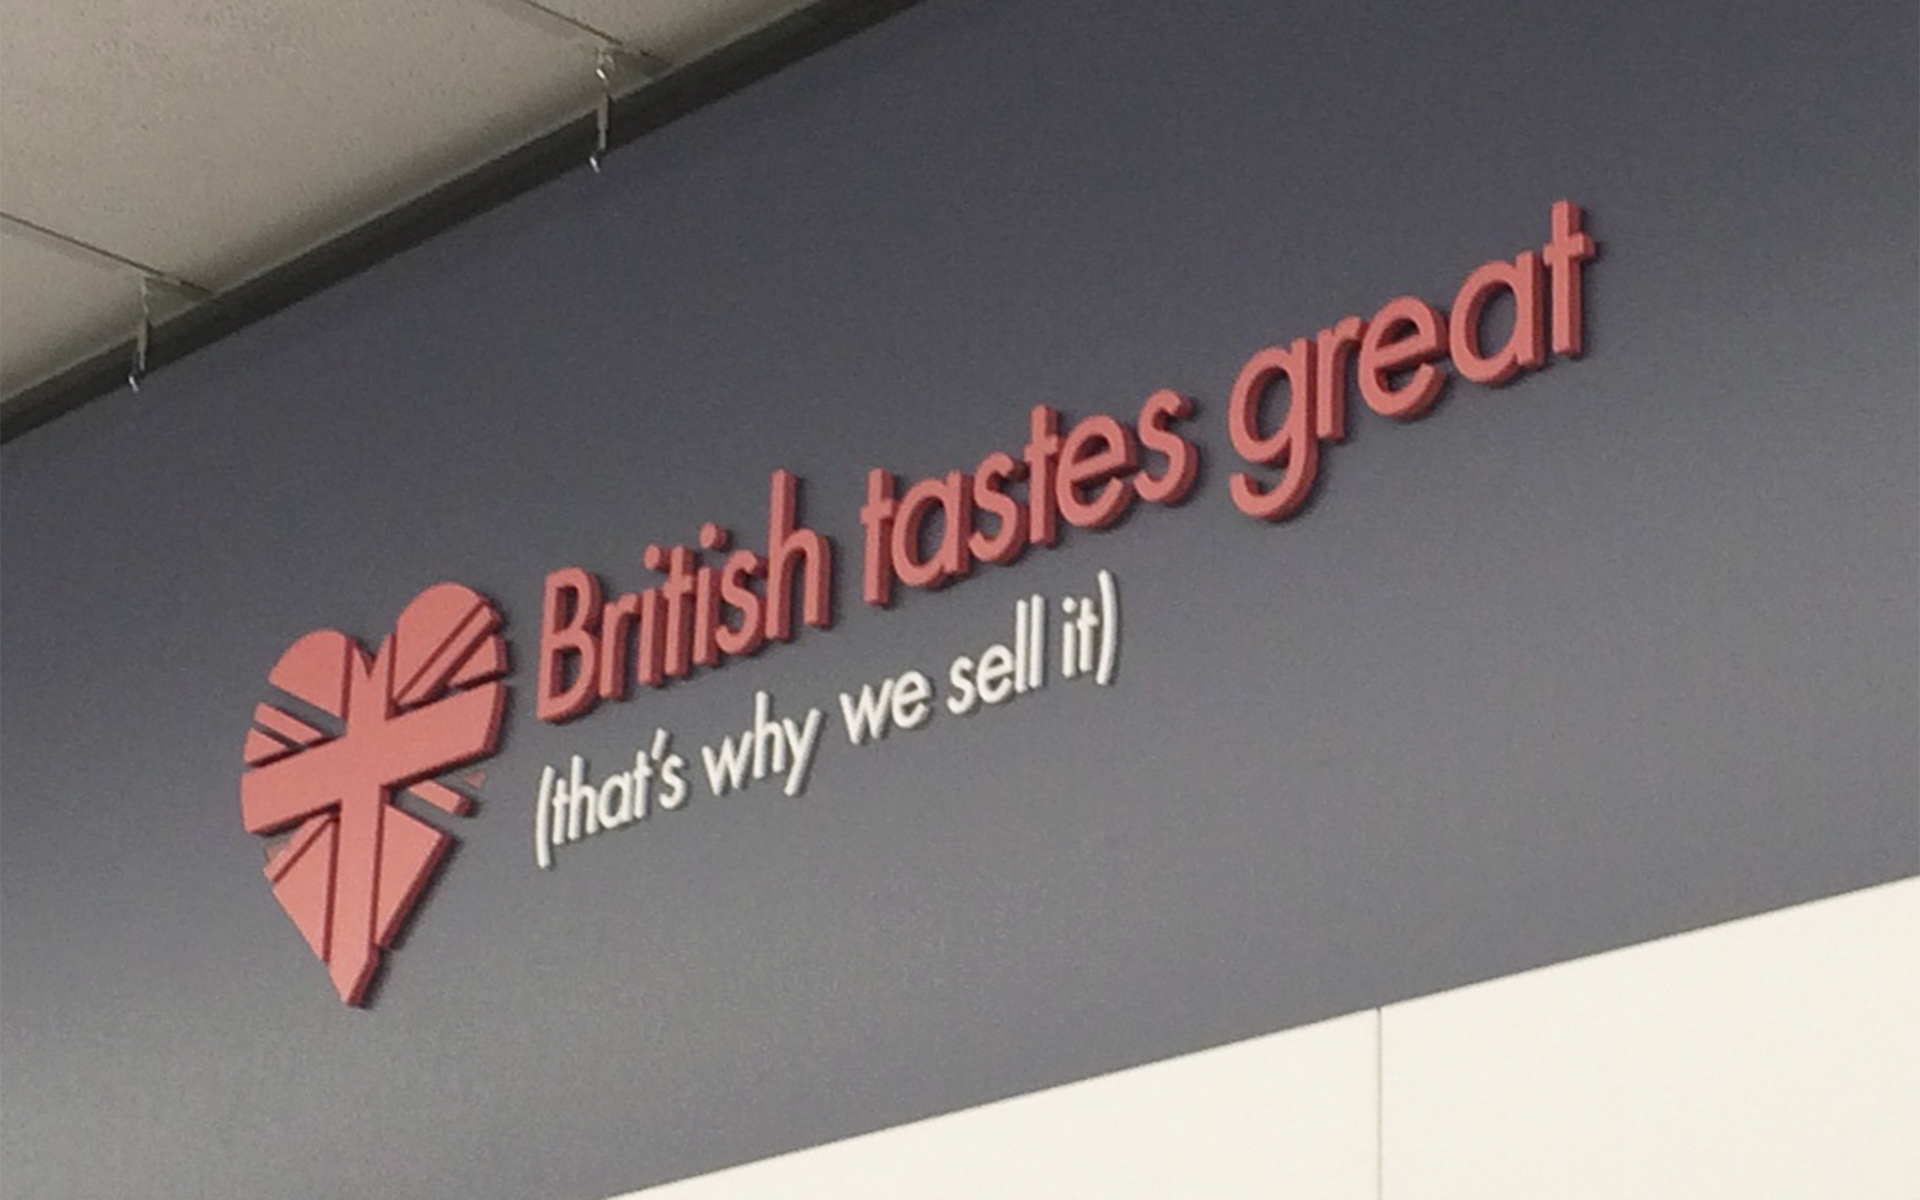 British tastes great
(that's why we sell it)